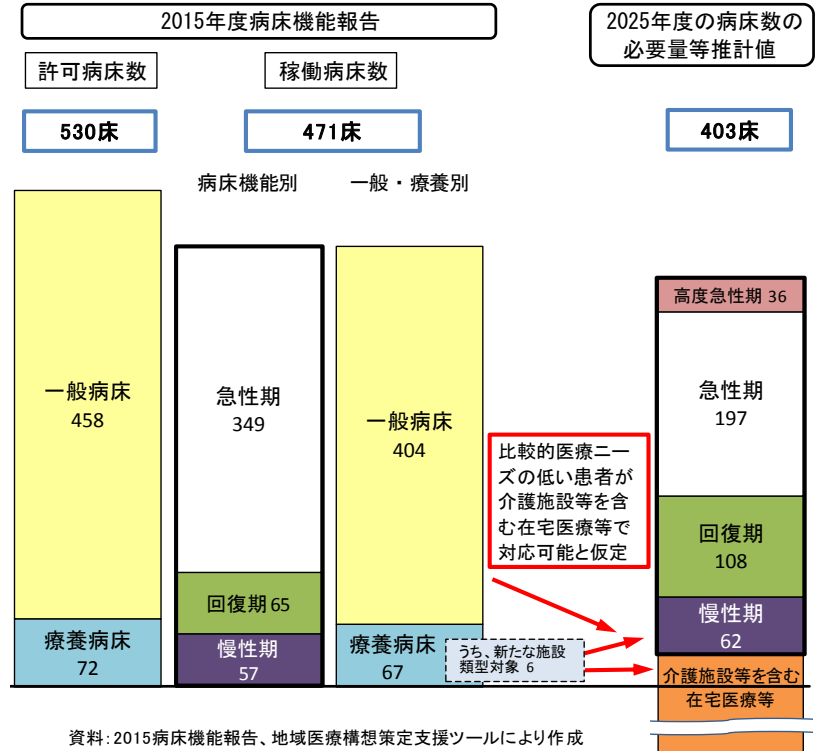 2015年度病床機能報告
2025年度の病床数の
必要量等推計値
許可病床数
稼働病床数
530床
471床
403床
病床機能別
一般・療養別
一般病床
458
療養病床
72
急性期
349
回復期 65
慢性期
57
一般病床
404
療養病床
67
うち、新たな施設
類型対象 6
比較的医療ニー
ズの低い患者が
介護施設等を含
む在宅医療等で
対応可能と仮定
高度急性期 36
急性期
197
回復期
108
慢性期
62
介護施設等を含む
在宅医療等
資料:2015病床機能報告、地域医療構想策定支援ツールにより作成